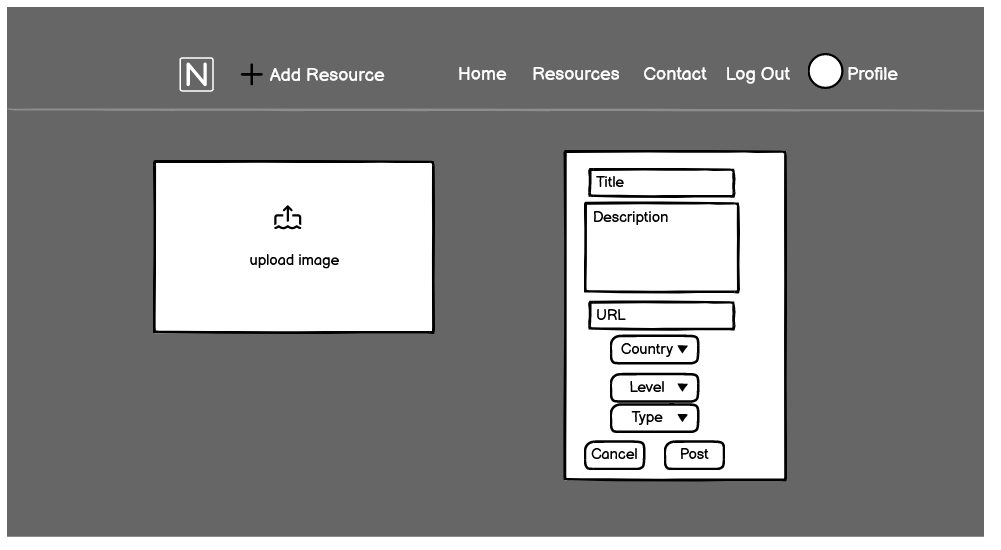 N + Add Resource Home Resources Contact Log Out Profile
upload image
Title
Description
URL
Country
Level
Type
Cancel Post